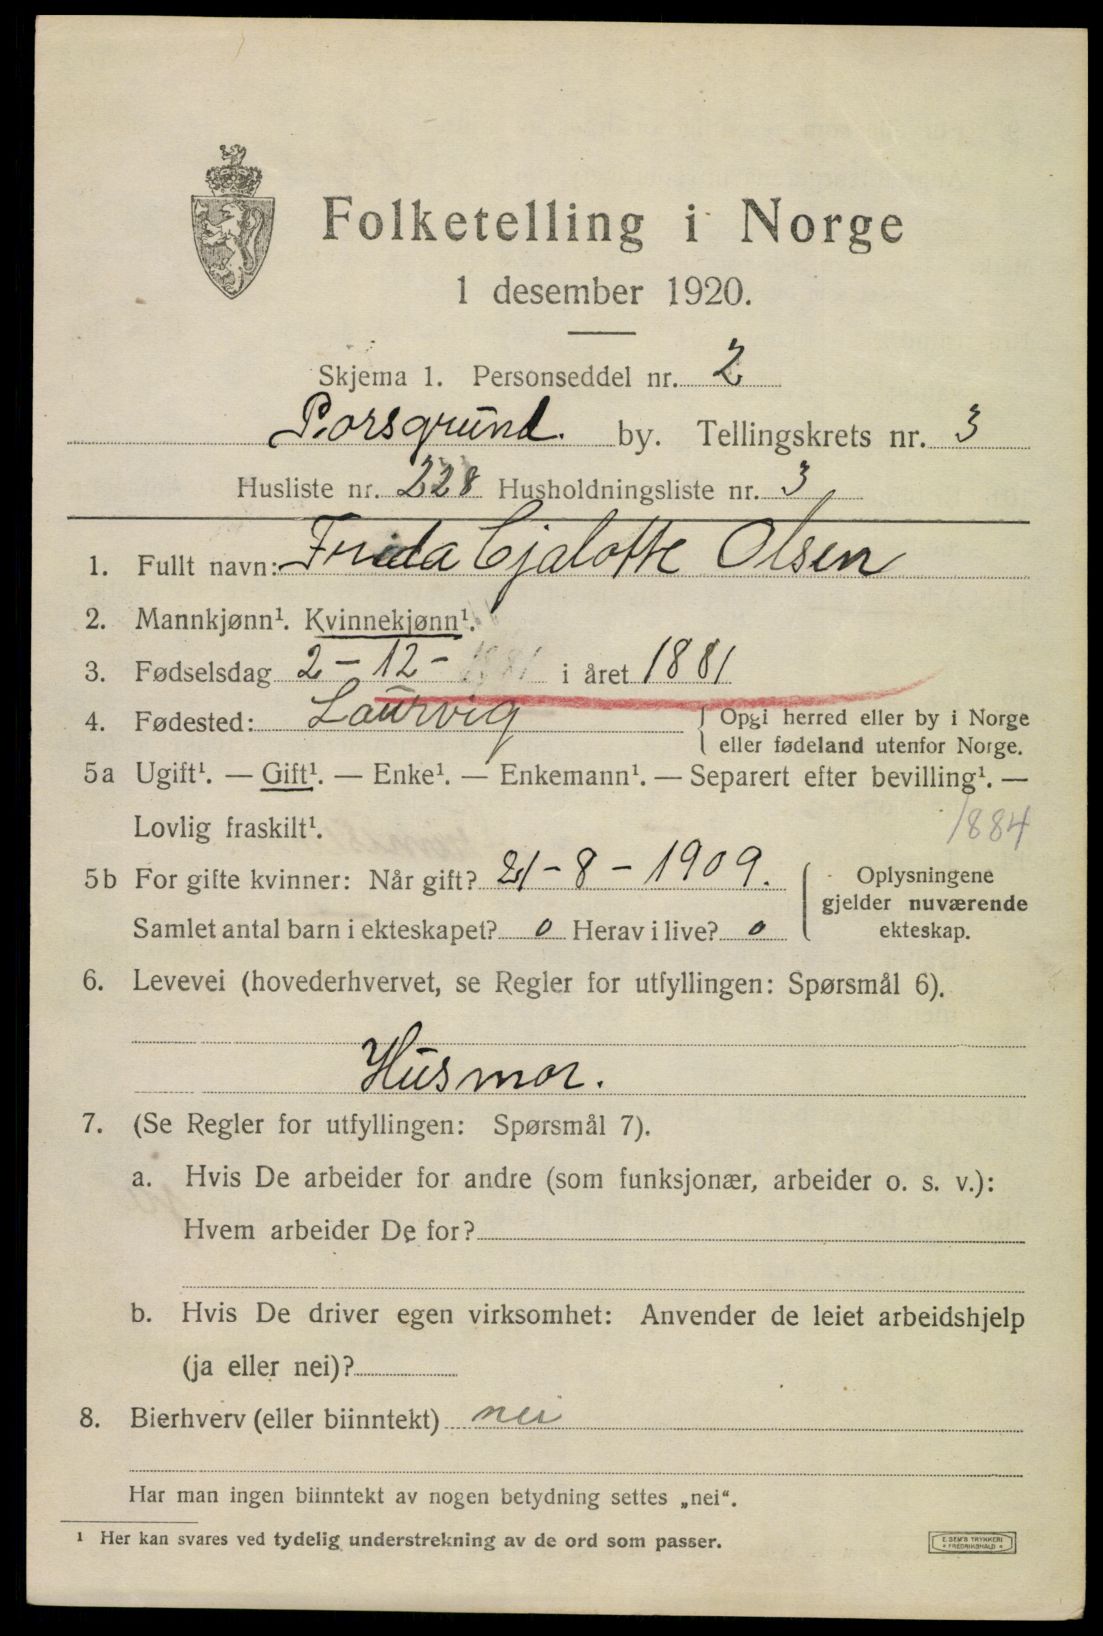 Folketelling i Norge
1 desember 1920.
Skjema 1. Personseddel nr. 2
Porsgrund. by. Tellingskrets nr. 3
Husliste nr. 228 Husholdningsliste nr. 3
1. Fullt navn: Frida Cjalotte Olsen
2. Mannkjønn¹. Kvinnekjønn¹.
3. Fødselsdag 2-12- 1881 i året 1881
4. Fødested: Laurvig { Opgi herred eller by i Norge
eller fødeland utenfor Norge.
5a Ugift¹. — Gift¹. — Enke¹. — Enkemann¹. — Separert efter bevilling¹. —
Lovlig fraskilt¹. 1884
5b For gifte kvinner: Når gift? 21-8-1909. { Oplysningene
gjelder nuværende
Samlet antal barn i ekteskapet? 0 Herav i live? 0 ekteskap.
6. Levevei (hovederhvervet, se Regler for utfyllingen: Spørsmål 6).
Husmor.
7. (Se Regler for utfyllingen: Spørsmål 7).
a. Hvis De arbeider for andre (som funksjonær, arbeider o. s. v.):
Hvem arbeider De for?
b. Hvis De driver egen virksomhet: Anvender de leiet arbeidshjelp
(ja eller nei)?
8. Bierhverv (eller biinntekt) nei
Har man ingen biinntekt av nogen betydning settes „nei“.
¹ Her kan svares ved tydelig understrekning av de ord som passer.
E. SEM'S TRYKKERI
FREDRIKSHALD